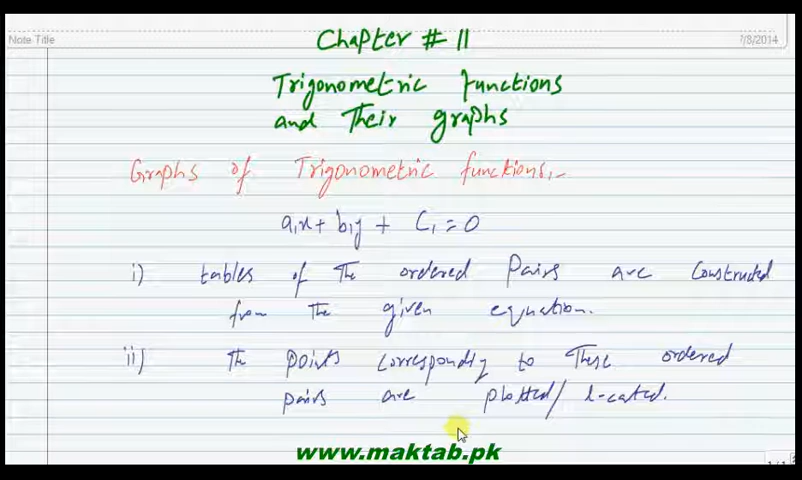 Note Title
7/8/2014
Chapter # 11
Trigonometric functions
and Their graphs
Graphs of Trigonometric functions,-
a₁x + b₁y + C₁ = 0
i) tables of the ordered Pairs are Constructed
from the given equation.
ii) The points correspondig to These ordered
pairs are plotted/ l-cated.
www.maktab.pk